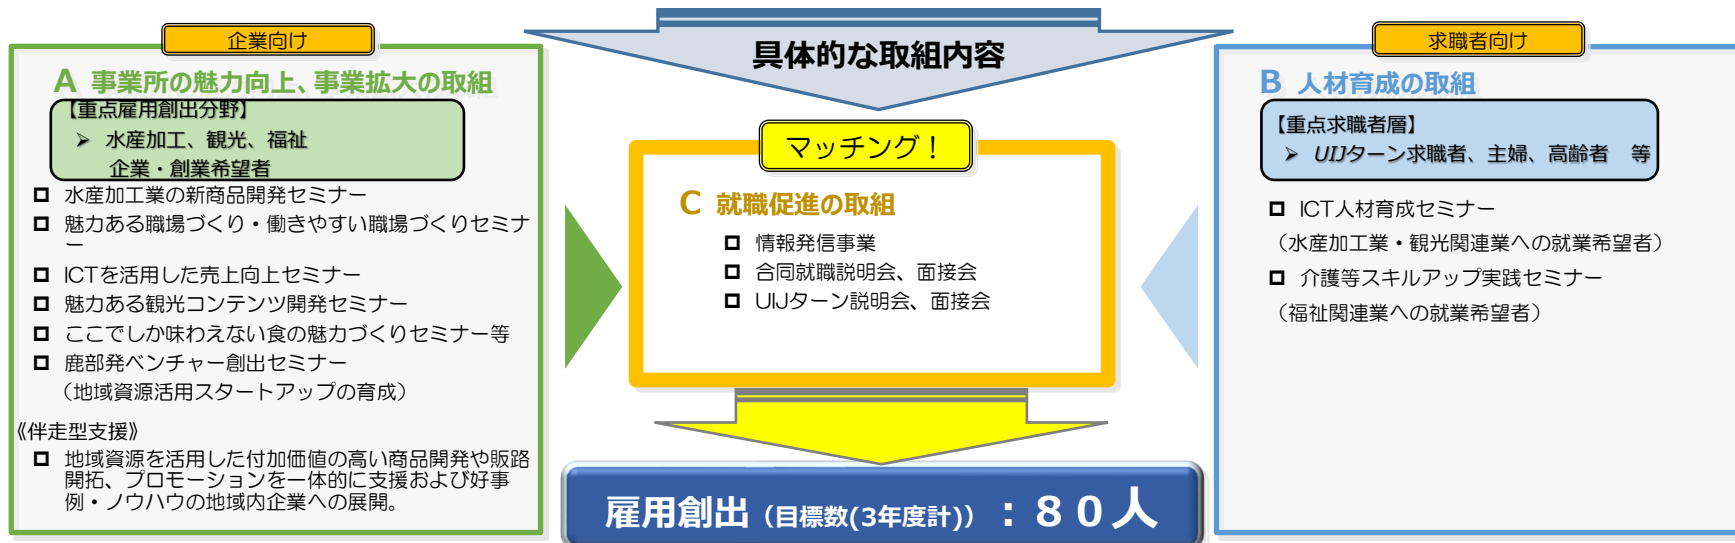 具体的な取組内容
企業向け
A 事業所の魅力向上、事業拡大の取組
【重点雇用創出分野】
➢ 水産加工、観光、福祉
企業・創業希望者
水産加工業の新商品開発セミナー
魅力ある職場づくり・働きやすい職場づくりセミナ
ー
ICTを活用した売上向上セミナー
魅力ある観光コンテンツ開発セミナー
ここでしか味わえない食の魅力づくりセミナー等
鹿部発ベンチャー創出セミナー
（地域資源活用スタートアップの育成）
《伴走型支援》
地域資源を活用した付加価値の高い商品開発や販路
開拓、プロモーションを一体的に支援および好事
例・ノウハウの地域内企業への展開。
マッチング！
C 就職促進の取組
情報発信事業
合同就職説明会、面接会
UIJターン説明会、面接会
雇用創出（目標数(3年度計)）：８０人
求職者向け
B 人材育成の取組
【重点求職者層】
➢ UIJターン求職者、主婦、高齢者　等
ICT人材育成セミナー
（水産加工業・観光関連業への就業希望者）
介護等スキルアップ実践セミナー
（福祉関連業への就業希望者）